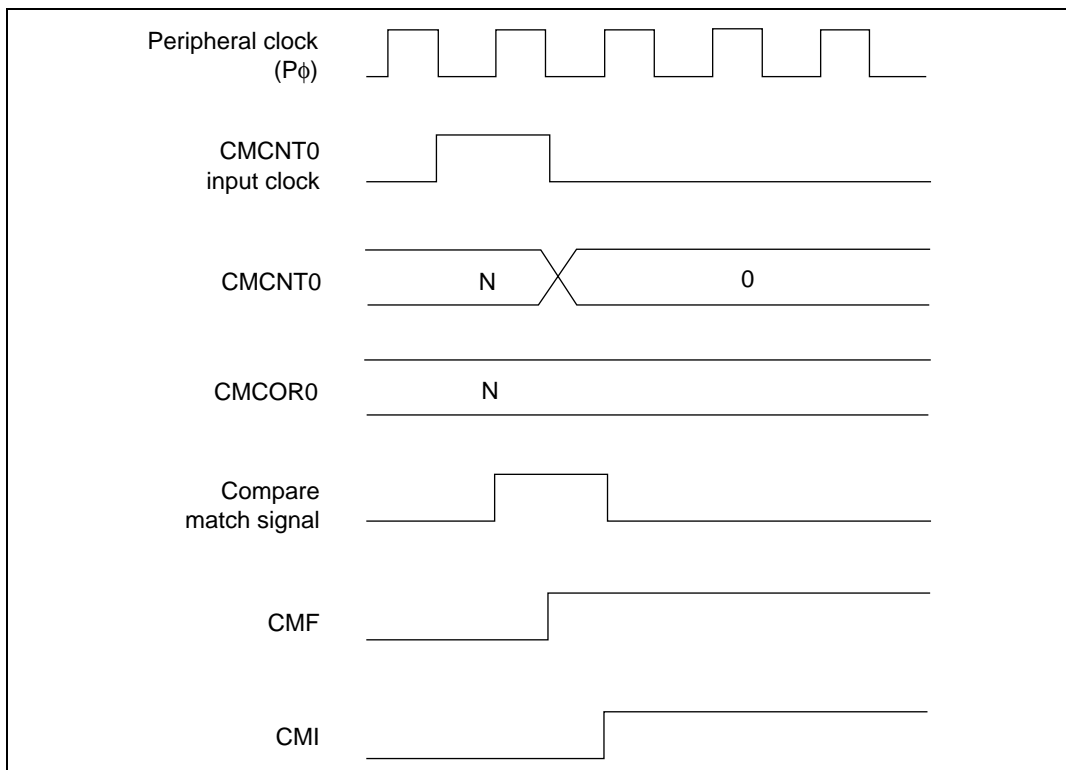 Peripheral clock
(Pϕ)
CMCNT0
input clock
CMCNT0
N
0
CMCOR0
N
Compare
match signal
CMF
CMI